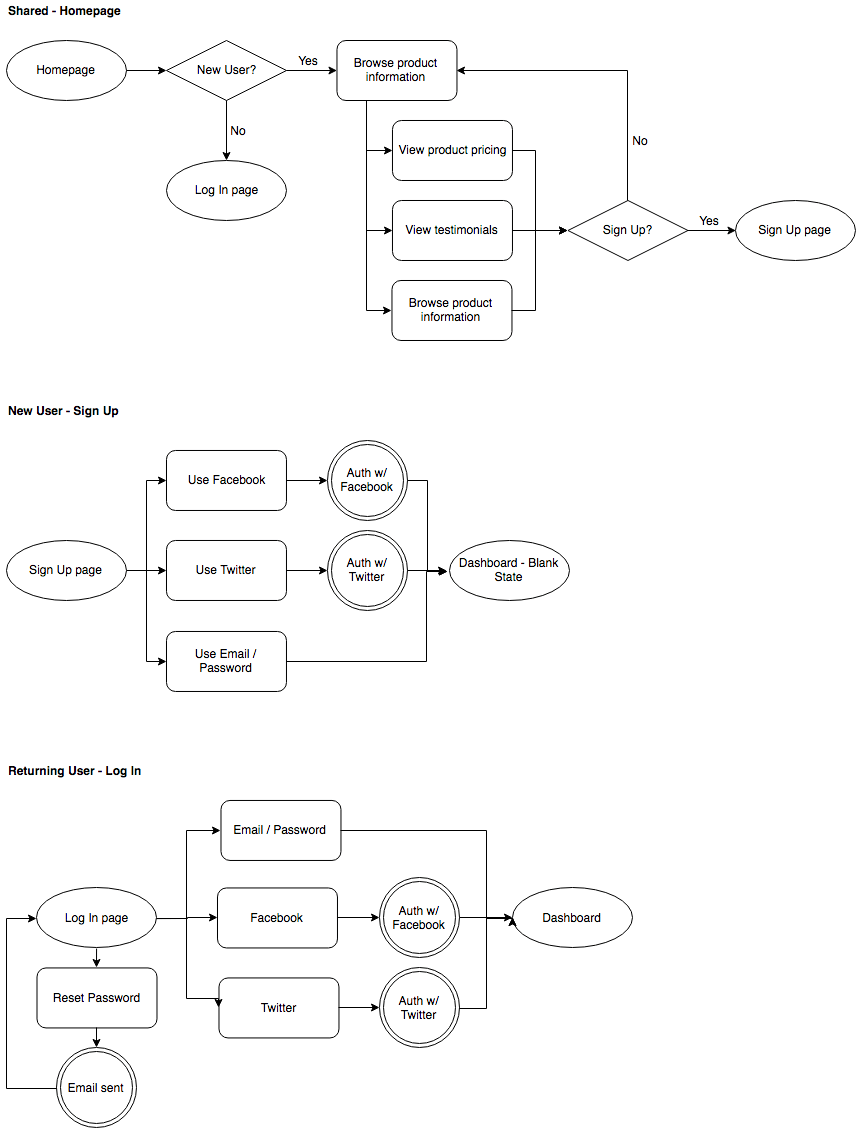 Shared - Homepage
Homepage
New User?
Yes
Browse product
information
No
Log In page
View product pricing
View testimonials
Browse product
information
No
Sign Up?
Yes
Sign Up page
New User - Sign Up
Sign Up page
Use Facebook
Auth w/
Facebook
Use Twitter
Auth w/
Twitter
Use Email /
Password
Dashboard - Blank
State
Returning User - Log In
Log In page
Email / Password
Facebook
Auth w/
Facebook
Dashboard
Reset Password
Twitter
Auth w/
Twitter
Email sent